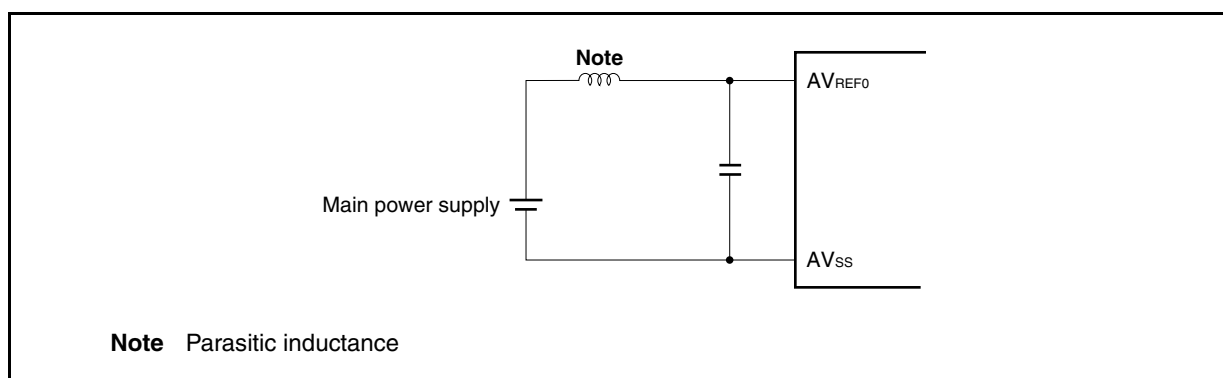 Note
AVREF0
Main power supply
AVSS
Note Parasitic inductance